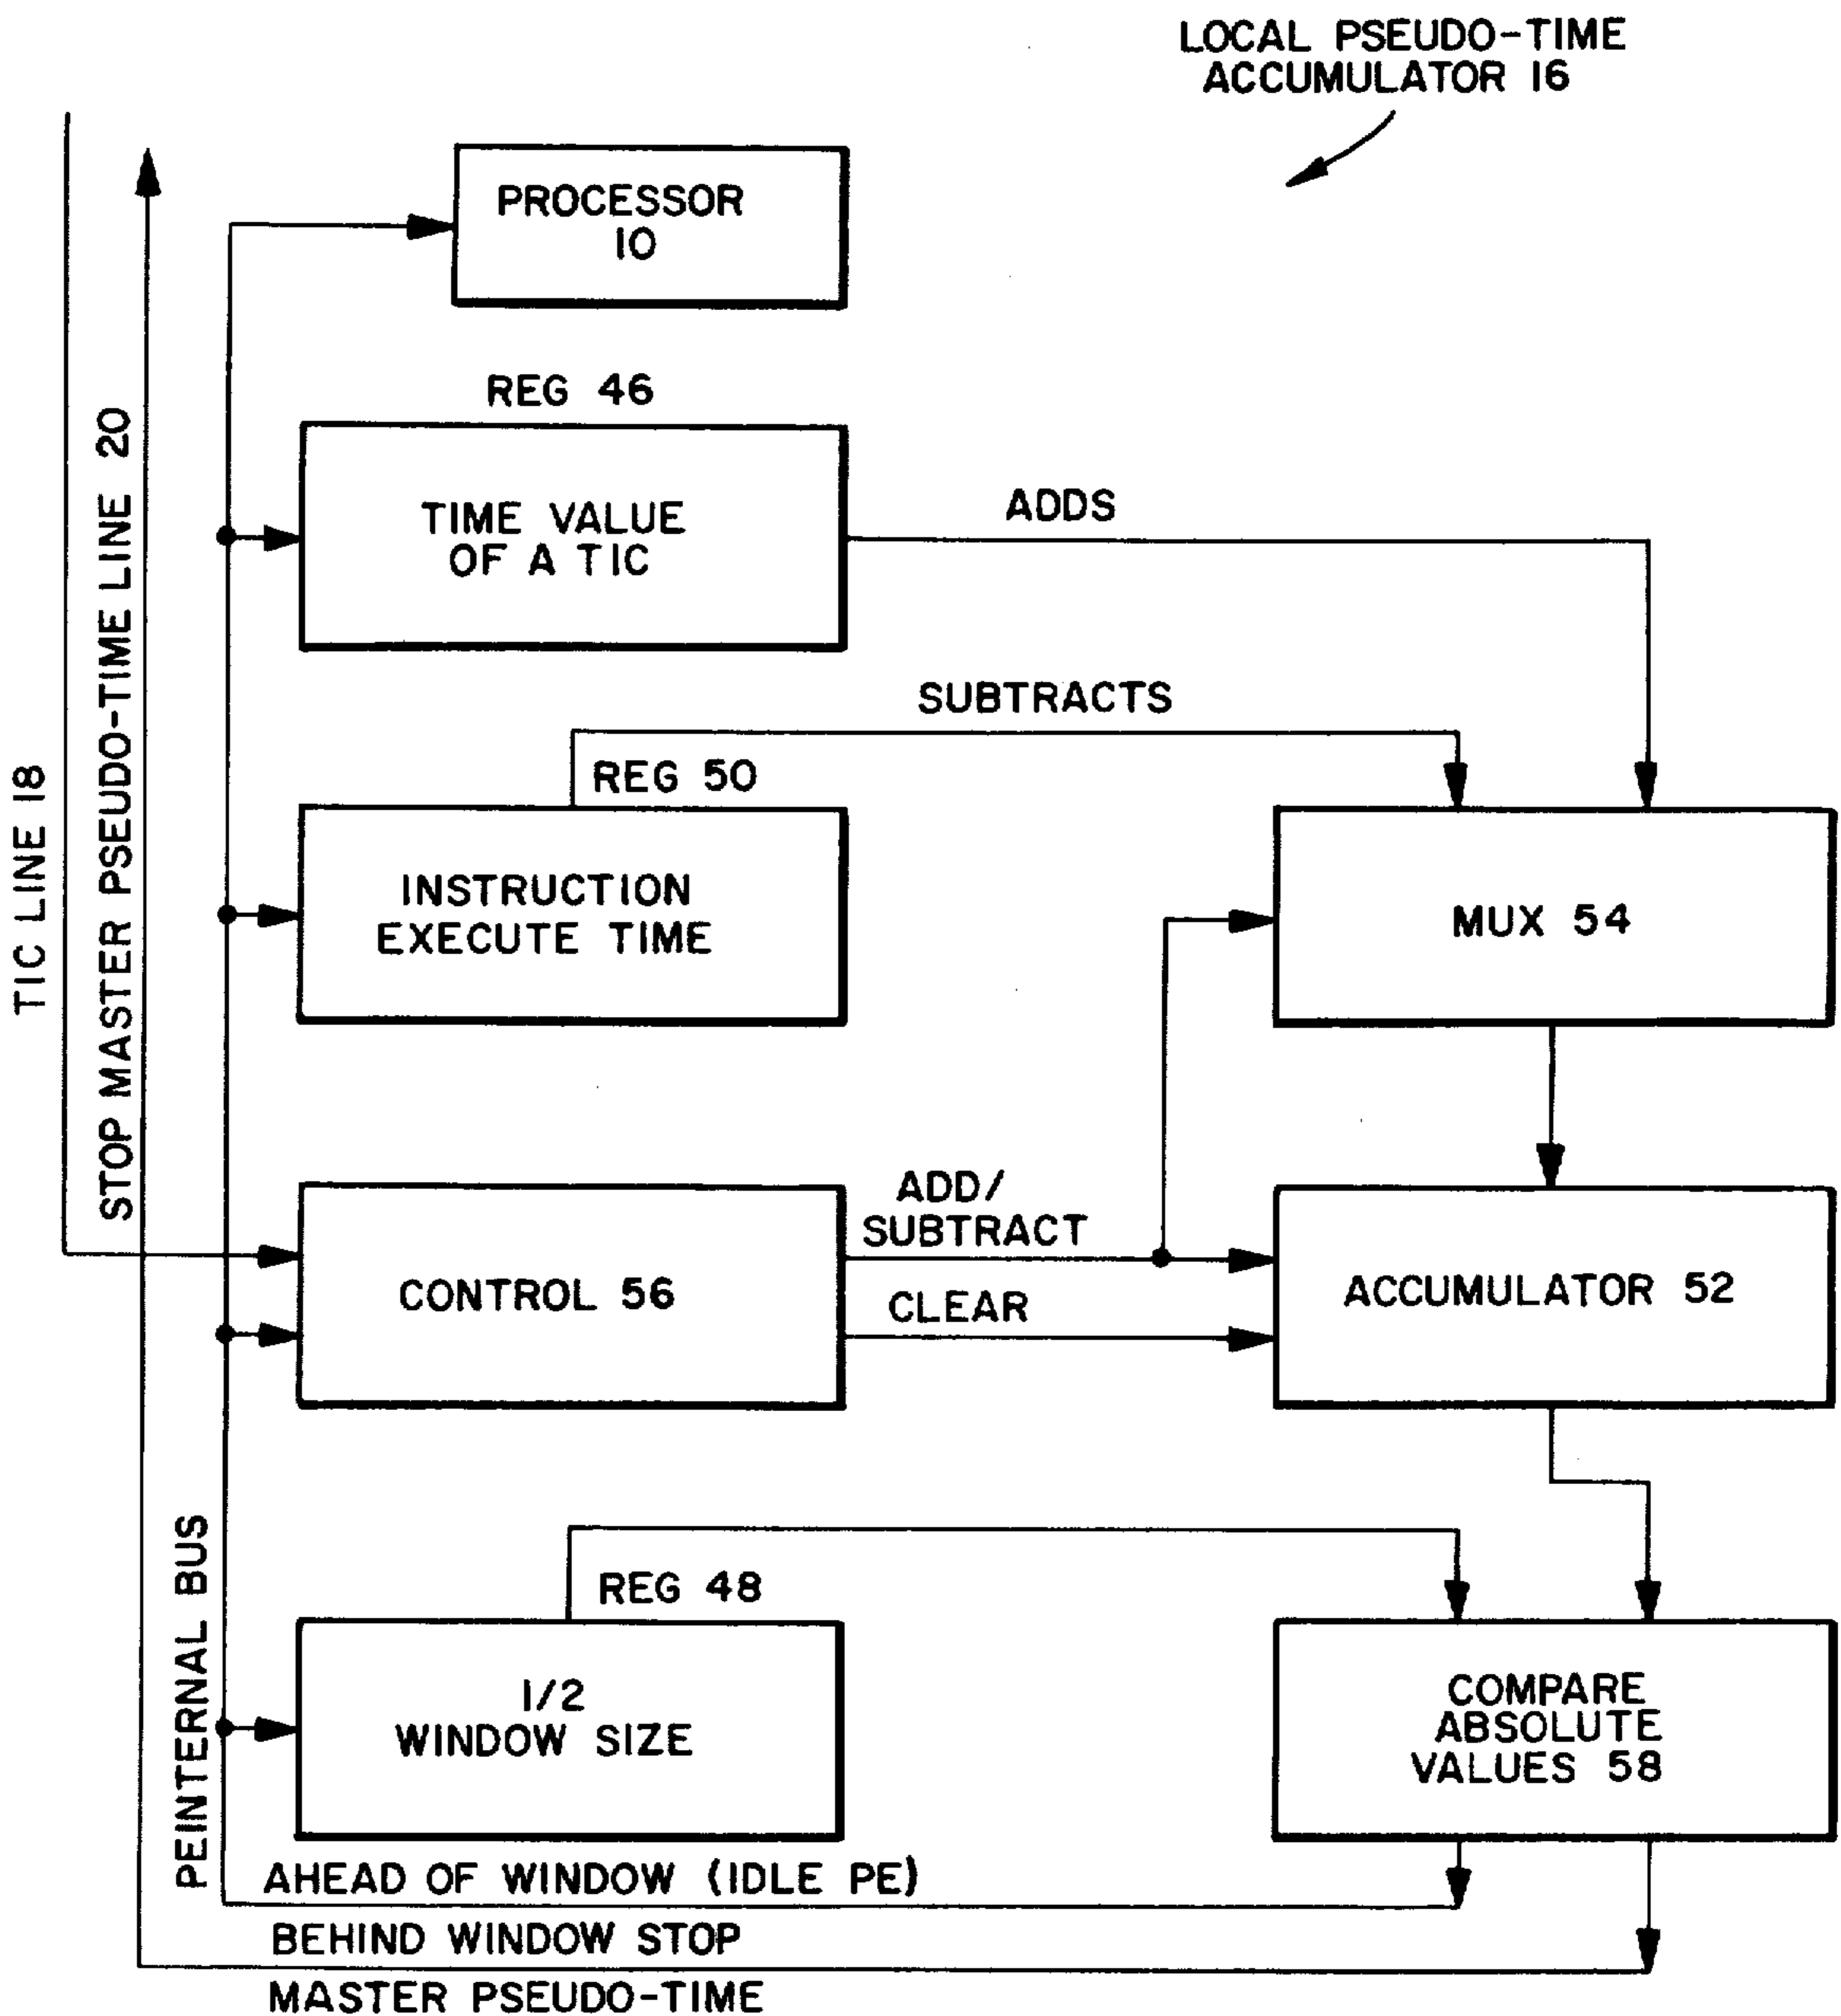 LOCAL PSEUDO-TIME
ACCUMULATOR 16
PROCESSOR
10
REG 46
TIME VALUE
OF A TIC
ADDS
SUBTRACTS
REG 50
INSTRUCTION
EXECUTE TIME
MUX 54
TIC LINE 18
STOP MASTER PSEUDO-TIME LINE 20
ADD/
SUBTRACT
CONTROL 56
CLEAR
ACCUMULATOR 52
PEINTERNAL BUS
REG 48
1/2
WINDOW SIZE
COMPARE
ABSOLUTE
VALUES 58
AHEAD OF WINDOW (IDLE PE)
BEHIND WINDOW STOP
MASTER PSEUDO-TIME